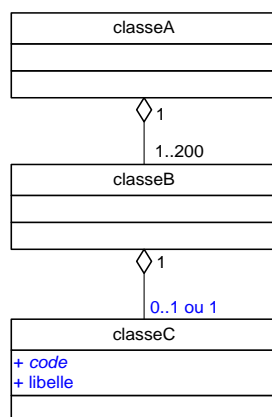 classeA
1
1..200
classeB
1
0..1 ou 1
classeC
+ code
+ libelle